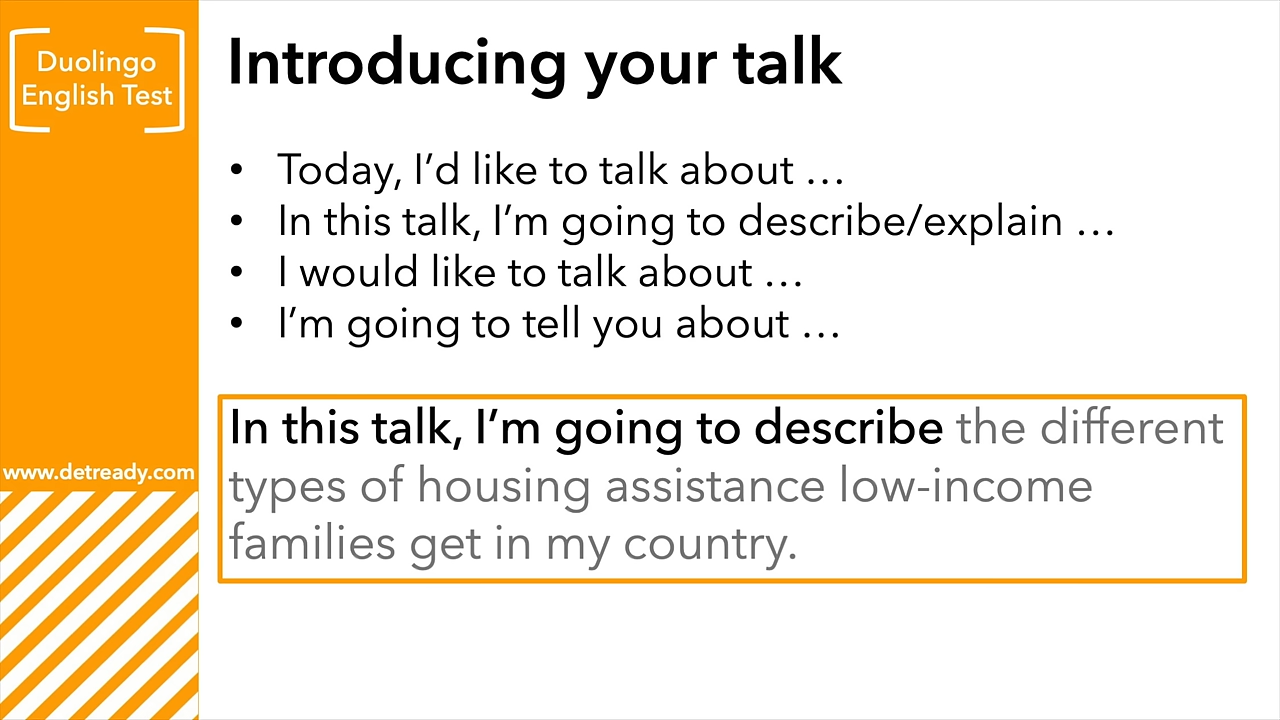 Duolingo
English Test
Introducing your talk
• Today, I’d like to talk about …
• In this talk, I’m going to describe/explain …
• I would like to talk about …
• I’m going to tell you about …
In this talk, I’m going to describe the different
types of housing assistance low-income
families get in my country.
www.detready.com